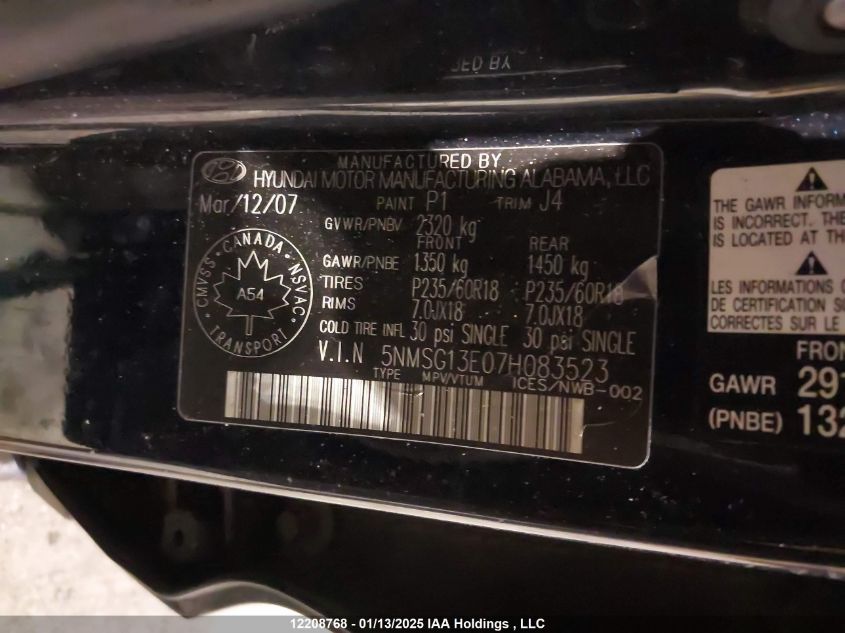 UED BY
MANUFACTURED BY
HYUNDAI MOTOR MANUFACTURING ALABAMA, LLC
Mar/12/07 PAINT P1 TRIM J4
GVWR/PNBV 2320 kg
FRONT REAR
GAWR/PNBE 1350 kg 1450 kg
TIRES P235/60R18 P235/60R18
RIMS 7.0JX18 7.0JX18
COLD TIRE INFL 30 psi SINGLE 30 psi SINGLE
V.I.N 5NMSG13E07H083523
TYPE MPV/VTUM ICES/NWB-002
CANADA
CMVSS NSVAC
A54
TRANSPORT
THE GAWR INFORM
IS INCORRECT. THE
IS LOCATED AT TH
LES INFORMATIONS
DE CERTIFICATION SO
CORRECTES SUR LE
FRON
GAWR 291
(PNBE) 132
12208768 - 01/13/2025 IAA Holdings , LLC